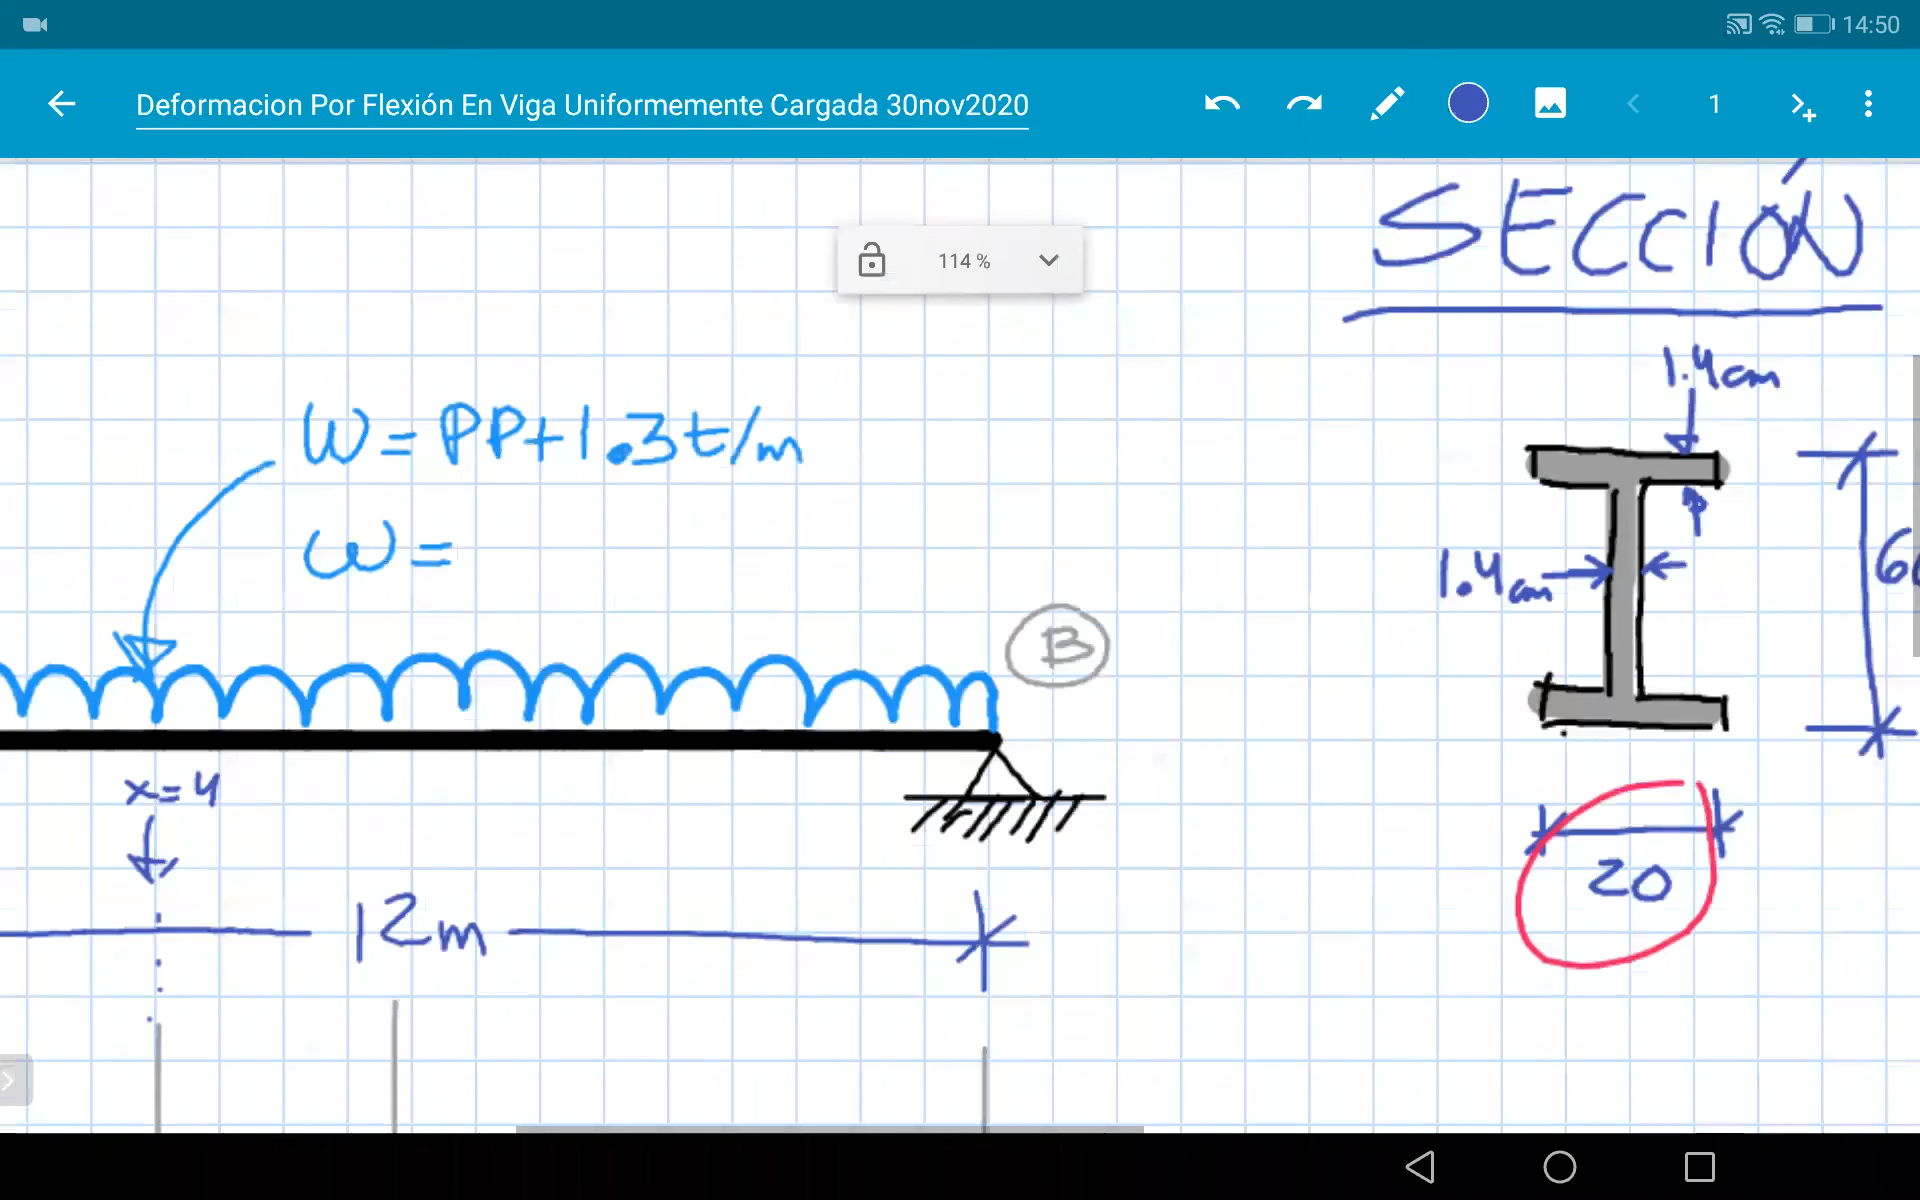 14:50
Deformacion Por Flexión En Viga Uniformemente Cargada 30nov2020
1
SECCIÓN
114 %
1.4cm
W=PP+1.3t/m
W=
1.4cm
B
x=4
20
12m